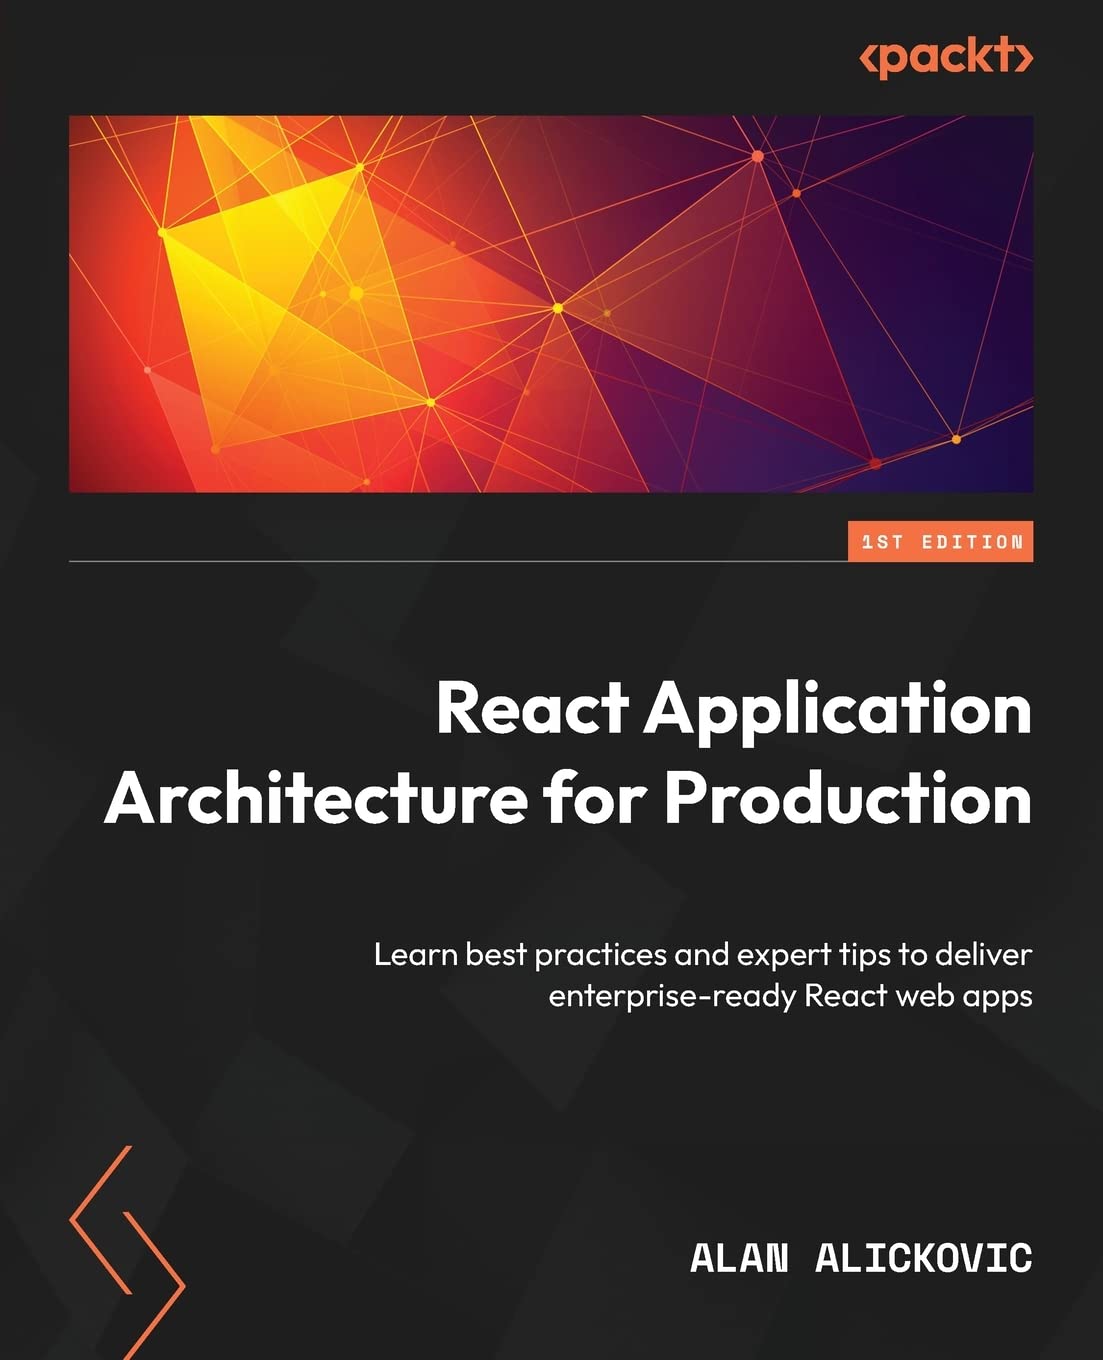 <packt>
1ST EDITION
React Application
Architecture for Production
Learn best practices and expert tips to deliver
enterprise-ready React web apps
ALAN ALICKOVIC